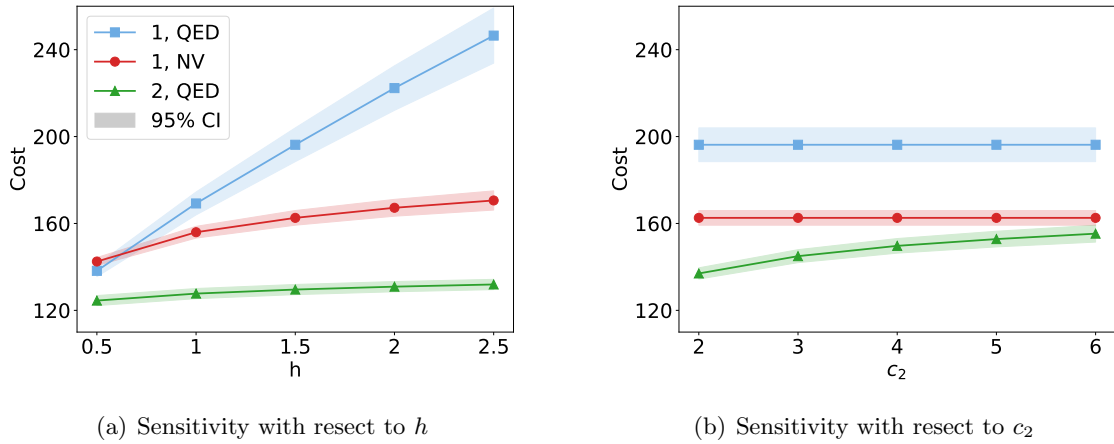 1, QED
1, NV
2, QED
95% CI
240
200
160
120
Cost
0.5 1 1.5 2 2.5
h
(a) Sensitivity with resect to h
240
200
160
120
Cost
2 3 4 5 6
c₂
(b) Sensitivity with resect to c₂